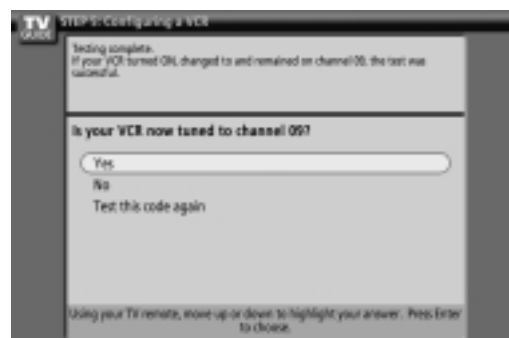 TV
GUIDE
STEP 2: Configuring a VCR
Testing complete.
If your VCR turned ON, changed to and remained on channel 09, the test was
successful.
Is your VCR now tuned to channel 09?
Yes
No
Test this code again
Using your TV remote, move up or down to highlight your answer. Press Enter
to choose.